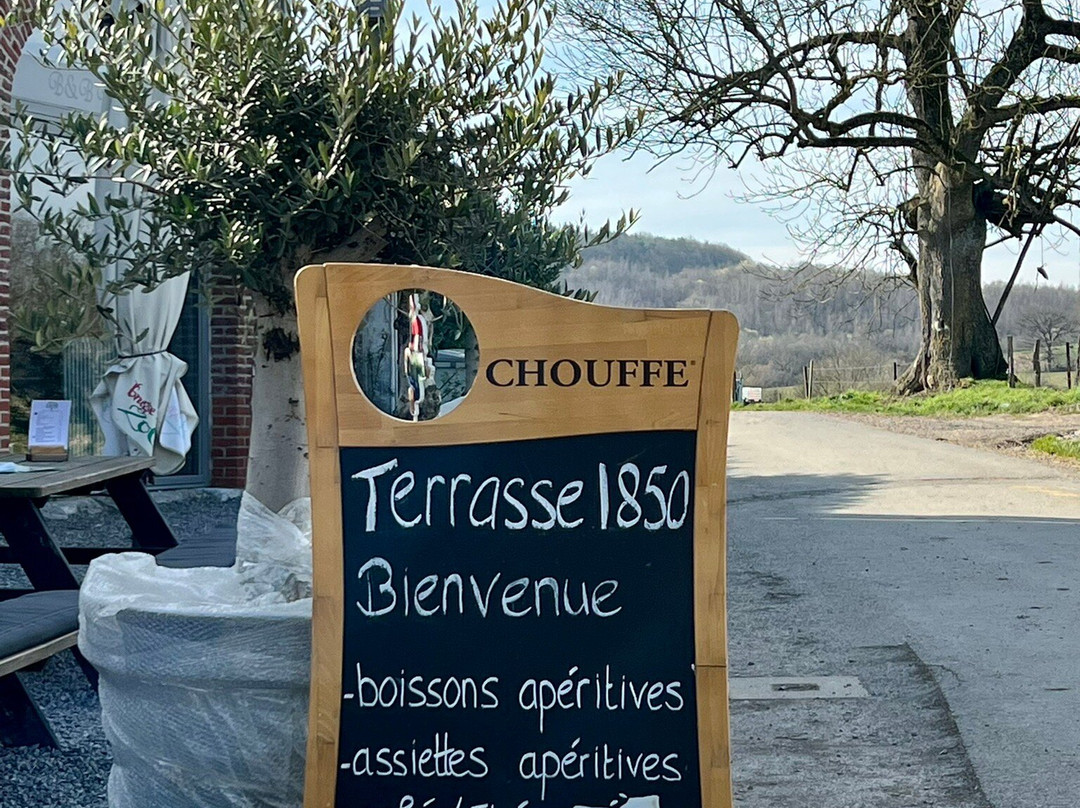 B&B
CHOUFFE®
Terrasse 1850
Bienvenue
-boissons apéritives
-assiettes apéritives